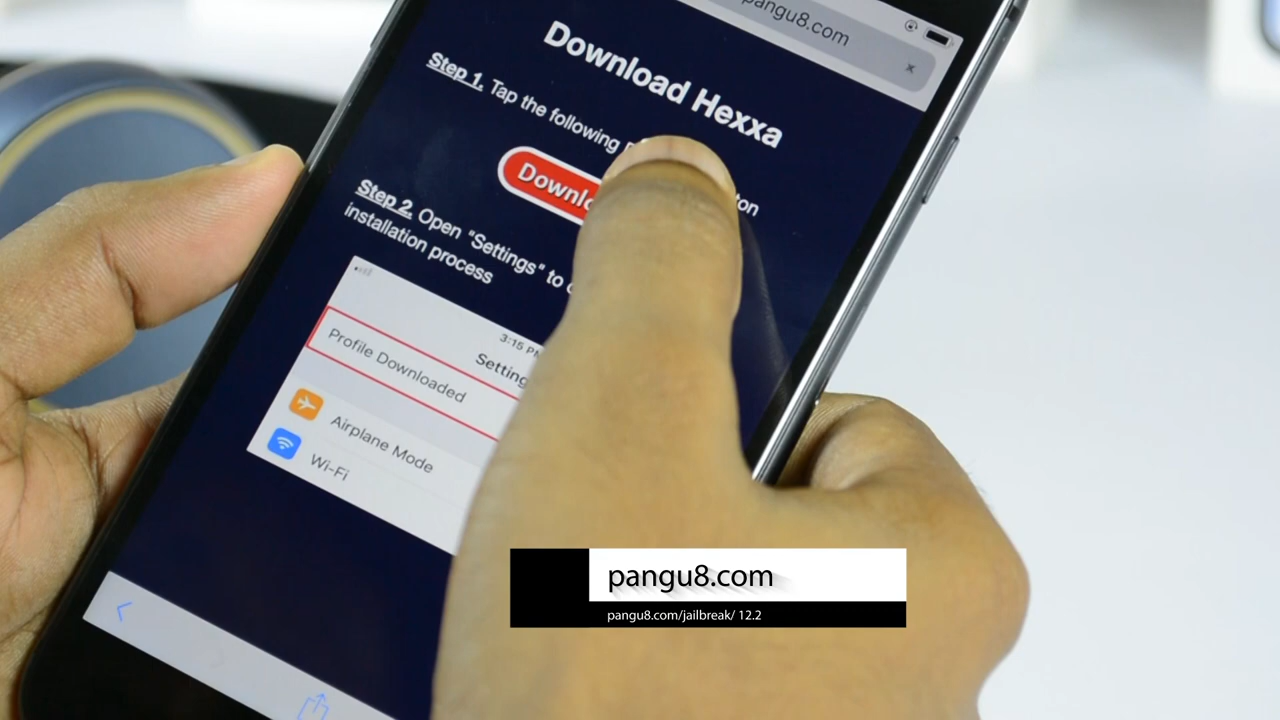 pangu8.com
Download Hexxa
Step 1. Tap the following
Step 2. Open "Settings" to
installation process
3:15 PM
Profile Downloaded
Airplane Mode
Wi-Fi
pangu8.com
pangu8.com/jailbreak/ 12.2